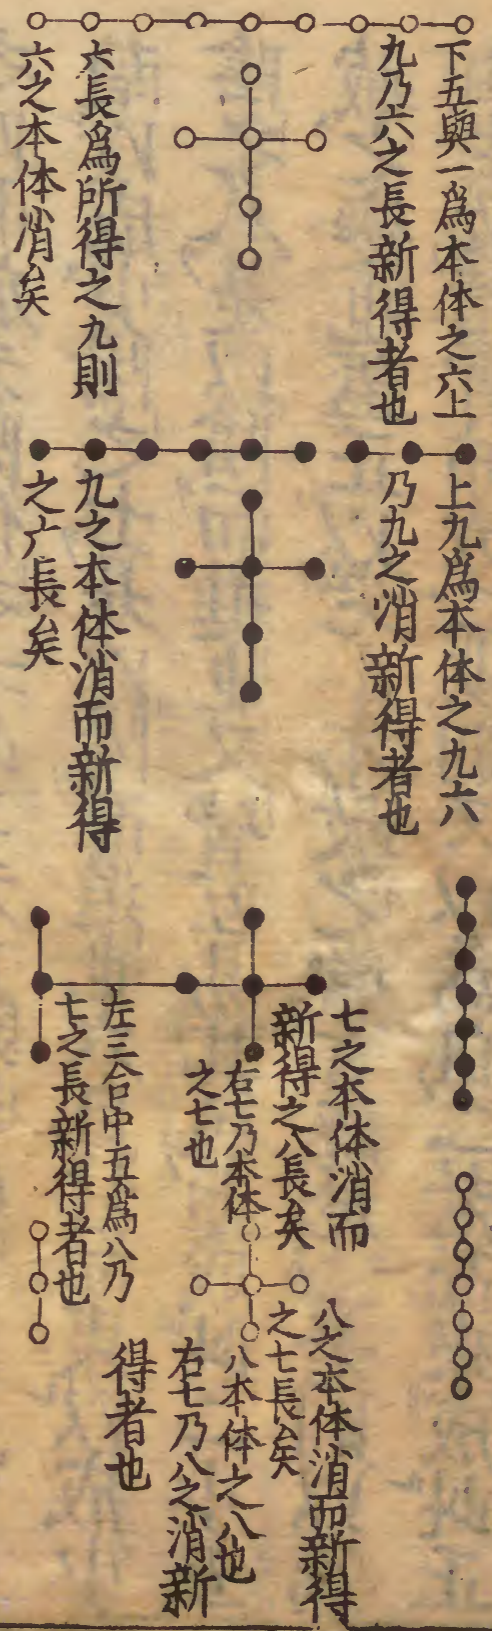 下五與一爲本体之六上
九乃六之長新得者也
六長爲所得之九則
六之本体消矣
上九爲本体之九六
乃九之消新得者也
九之本体消而新得
之六長矣
七之本体消而
新得之八長矣
右七乃本体
之七也
左三合中五爲八乃
七之長新得者也
八之本体消而新得
之七長矣
八本体之八也
右七乃八之消新
得者也